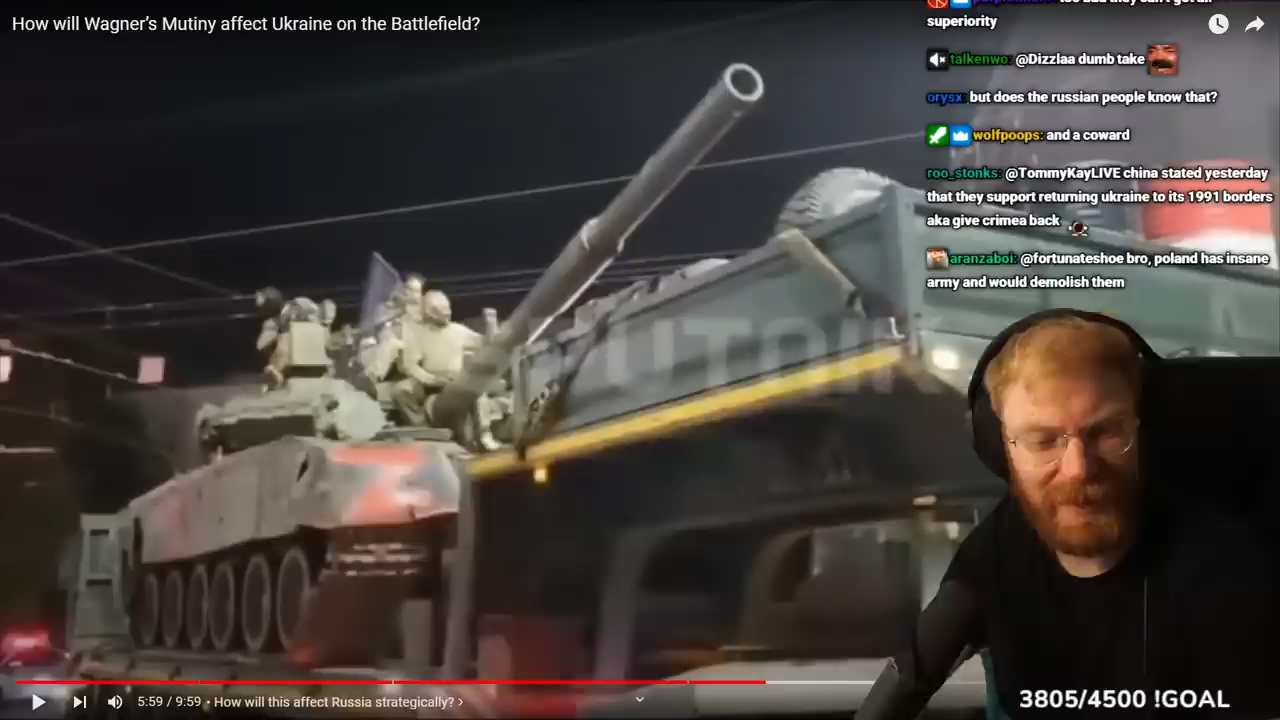 How will Wagner's Mutiny affect Ukraine on the Battlefield?
superiority
talkenwo: @Dizzlaa dumb take
orysx: but does the russian people know that?
wolfpoops: and a coward
roo_stonks: @TommyKayLIVE china stated yesterday
that they support returning ukraine to its 1991 borders
aka give crimea back
aranzaboi: @fortunateshoe bro, poland has insane
army and would demolish them
5:59 / 9:59 • How will this affect Russia strategically? >
3805/4500 !GOAL